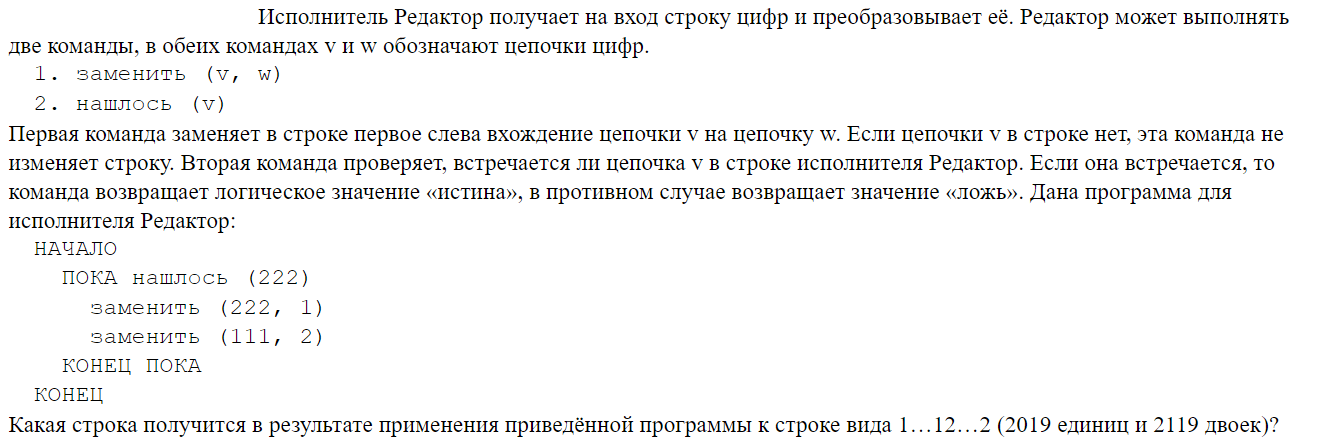 Исполнитель Редактор получает на вход строку цифр и преобразовывает её. Редактор может выполнять
две команды, в обеих командах v и w обозначают цепочки цифр.
1. заменить (v, w)
2. нашлось (v)
Первая команда заменяет в строке первое слева вхождение цепочки v на цепочку w. Если цепочки v в строке нет, эта команда не
изменяет строку. Вторая команда проверяет, встречается ли цепочка v в строке исполнителя Редактор. Если она встречается, то
команда возвращает логическое значение «истина», в противном случае возвращает значение «ложь». Дана программа для
исполнителя Редактор:
НАЧАЛО
ПОКА нашлось (222)
заменить (222, 1)
заменить (111, 2)
КОНЕЦ ПОКА
КОНЕЦ
Какая строка получится в результате применения приведённой программы к строке вида 1…12…2 (2019 единиц и 2119 двоек)?